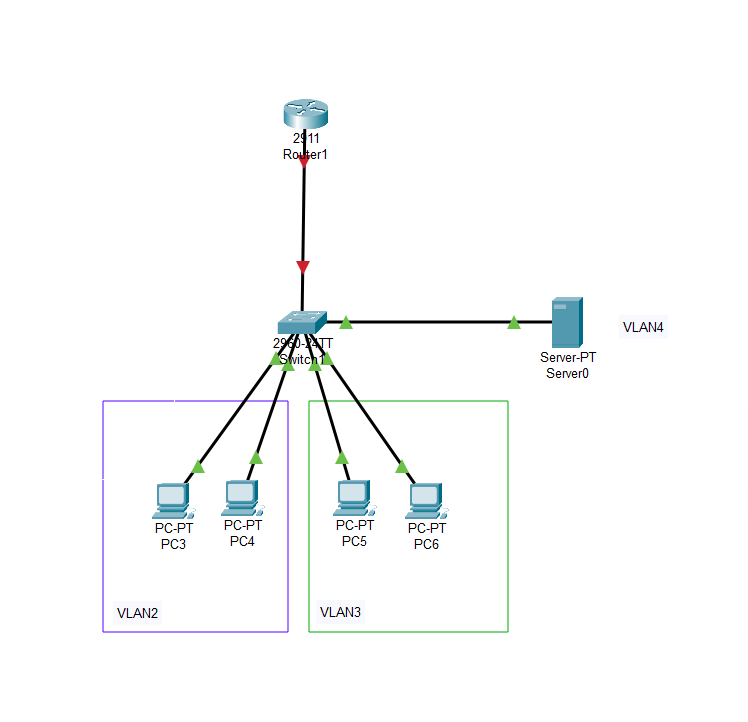 2911
Router1
2960-24TT
Switch1
Server-PT
Server0
VLAN4
PC-PT
PC3
PC-PT
PC4
PC-PT
PC5
PC-PT
PC6
VLAN2
VLAN3